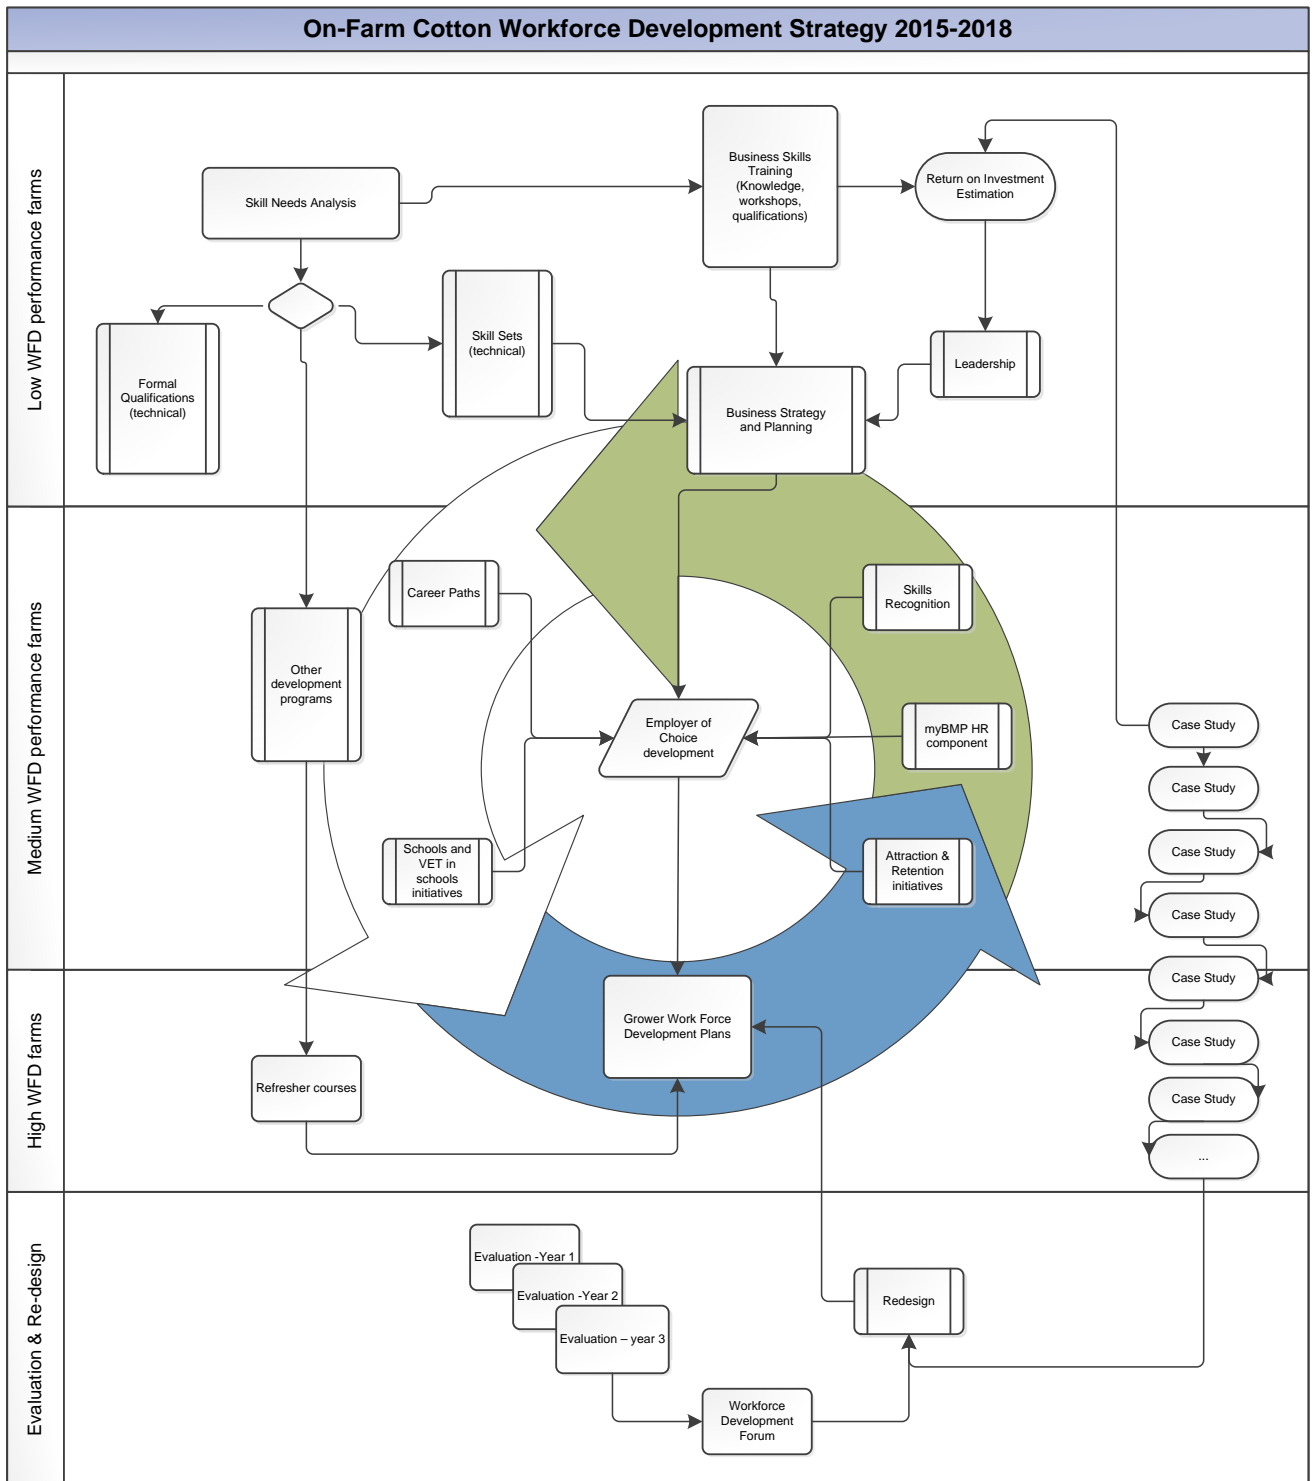 On-Farm Cotton Workforce Development Strategy 2015-2018
Low WFD performance farms
Skill Needs Analysis
Business Skills
Training
(Knowledge,
workshops,
qualifications)
Return on Investment
Estimation
Formal
Qualifications
(technical)
Skill Sets
(technical)
Business Strategy
and Planning
Leadership
Medium WFD performance farms
Career Paths
Skills
Recognition
Other
development
programs
Employer of
Choice
development
myBMP HR
component
Schools and
VET in
schools
initiatives
Attraction &
Retention
initiatives
Case Study
Case Study
Case Study
Case Study
Case Study
Case Study
Case Study
...
High WFD farms
Grower Work Force
Development Plans
Refresher courses
Evaluation & Re-design
Evaluation -Year 1
Evaluation -Year 2
Evaluation – year 3
Redesign
Workforce
Development
Forum